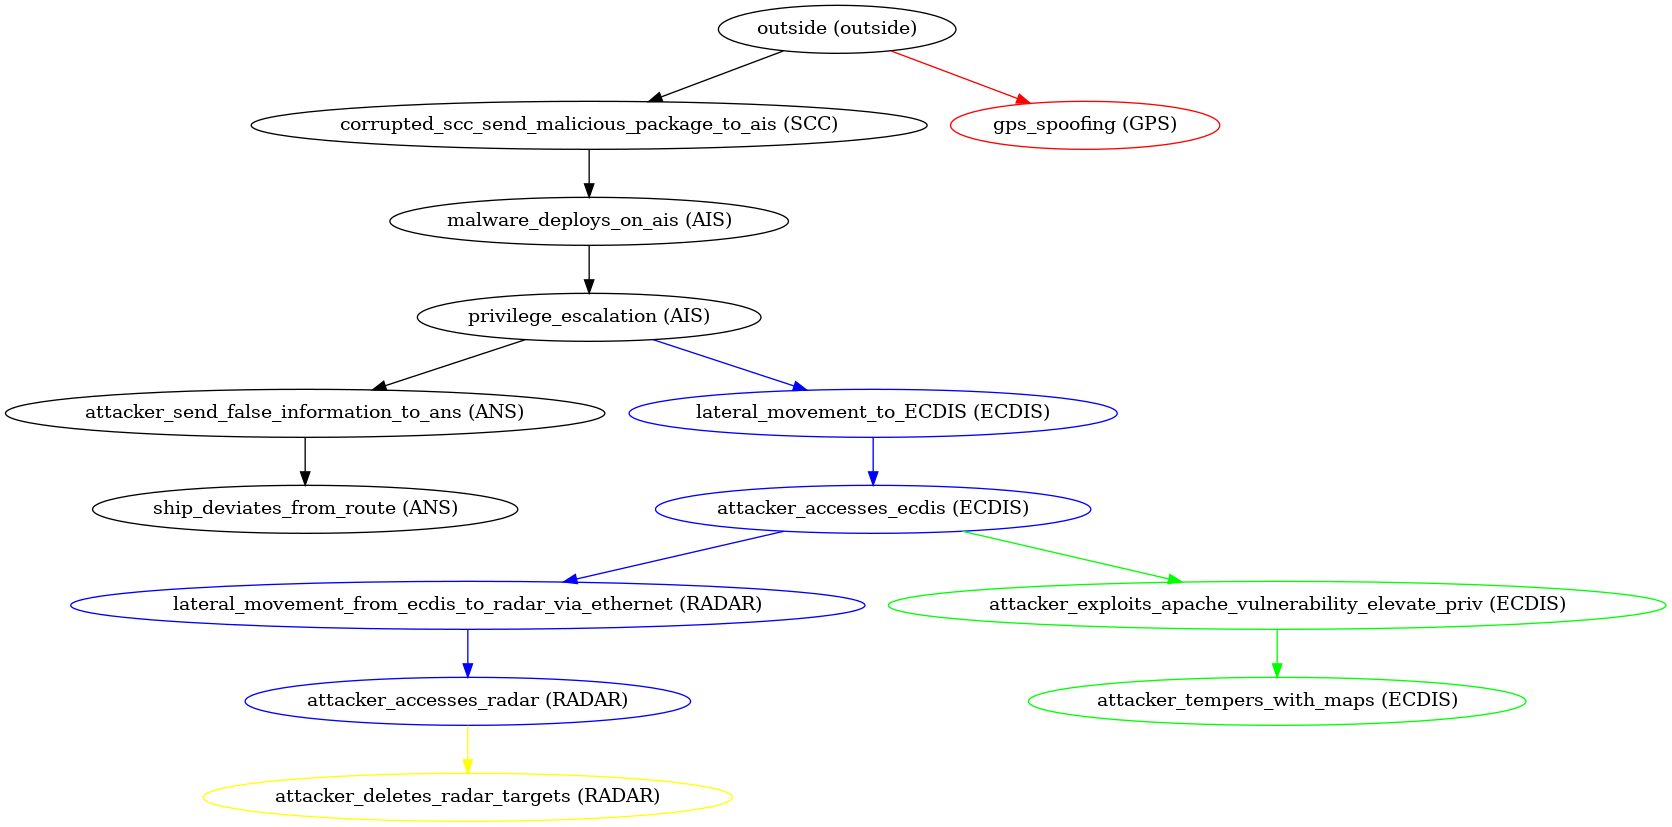 outside (outside)
corrupted_scc_send_malicious_package_to_ais (SCC)
gps_spoofing (GPS)
malware_deploys_on_ais (AIS)
privilege_escalation (AIS)
attacker_send_false_information_to_ans (ANS)
lateral_movement_to_ECDIS (ECDIS)
ship_deviates_from_route (ANS)
attacker_accesses_ecdis (ECDIS)
lateral_movement_from_ecdis_to_radar_via_ethernet (RADAR)
attacker_exploits_apache_vulnerability_elevate_priv (ECDIS)
attacker_accesses_radar (RADAR)
attacker_tempers_with_maps (ECDIS)
attacker_deletes_radar_targets (RADAR)